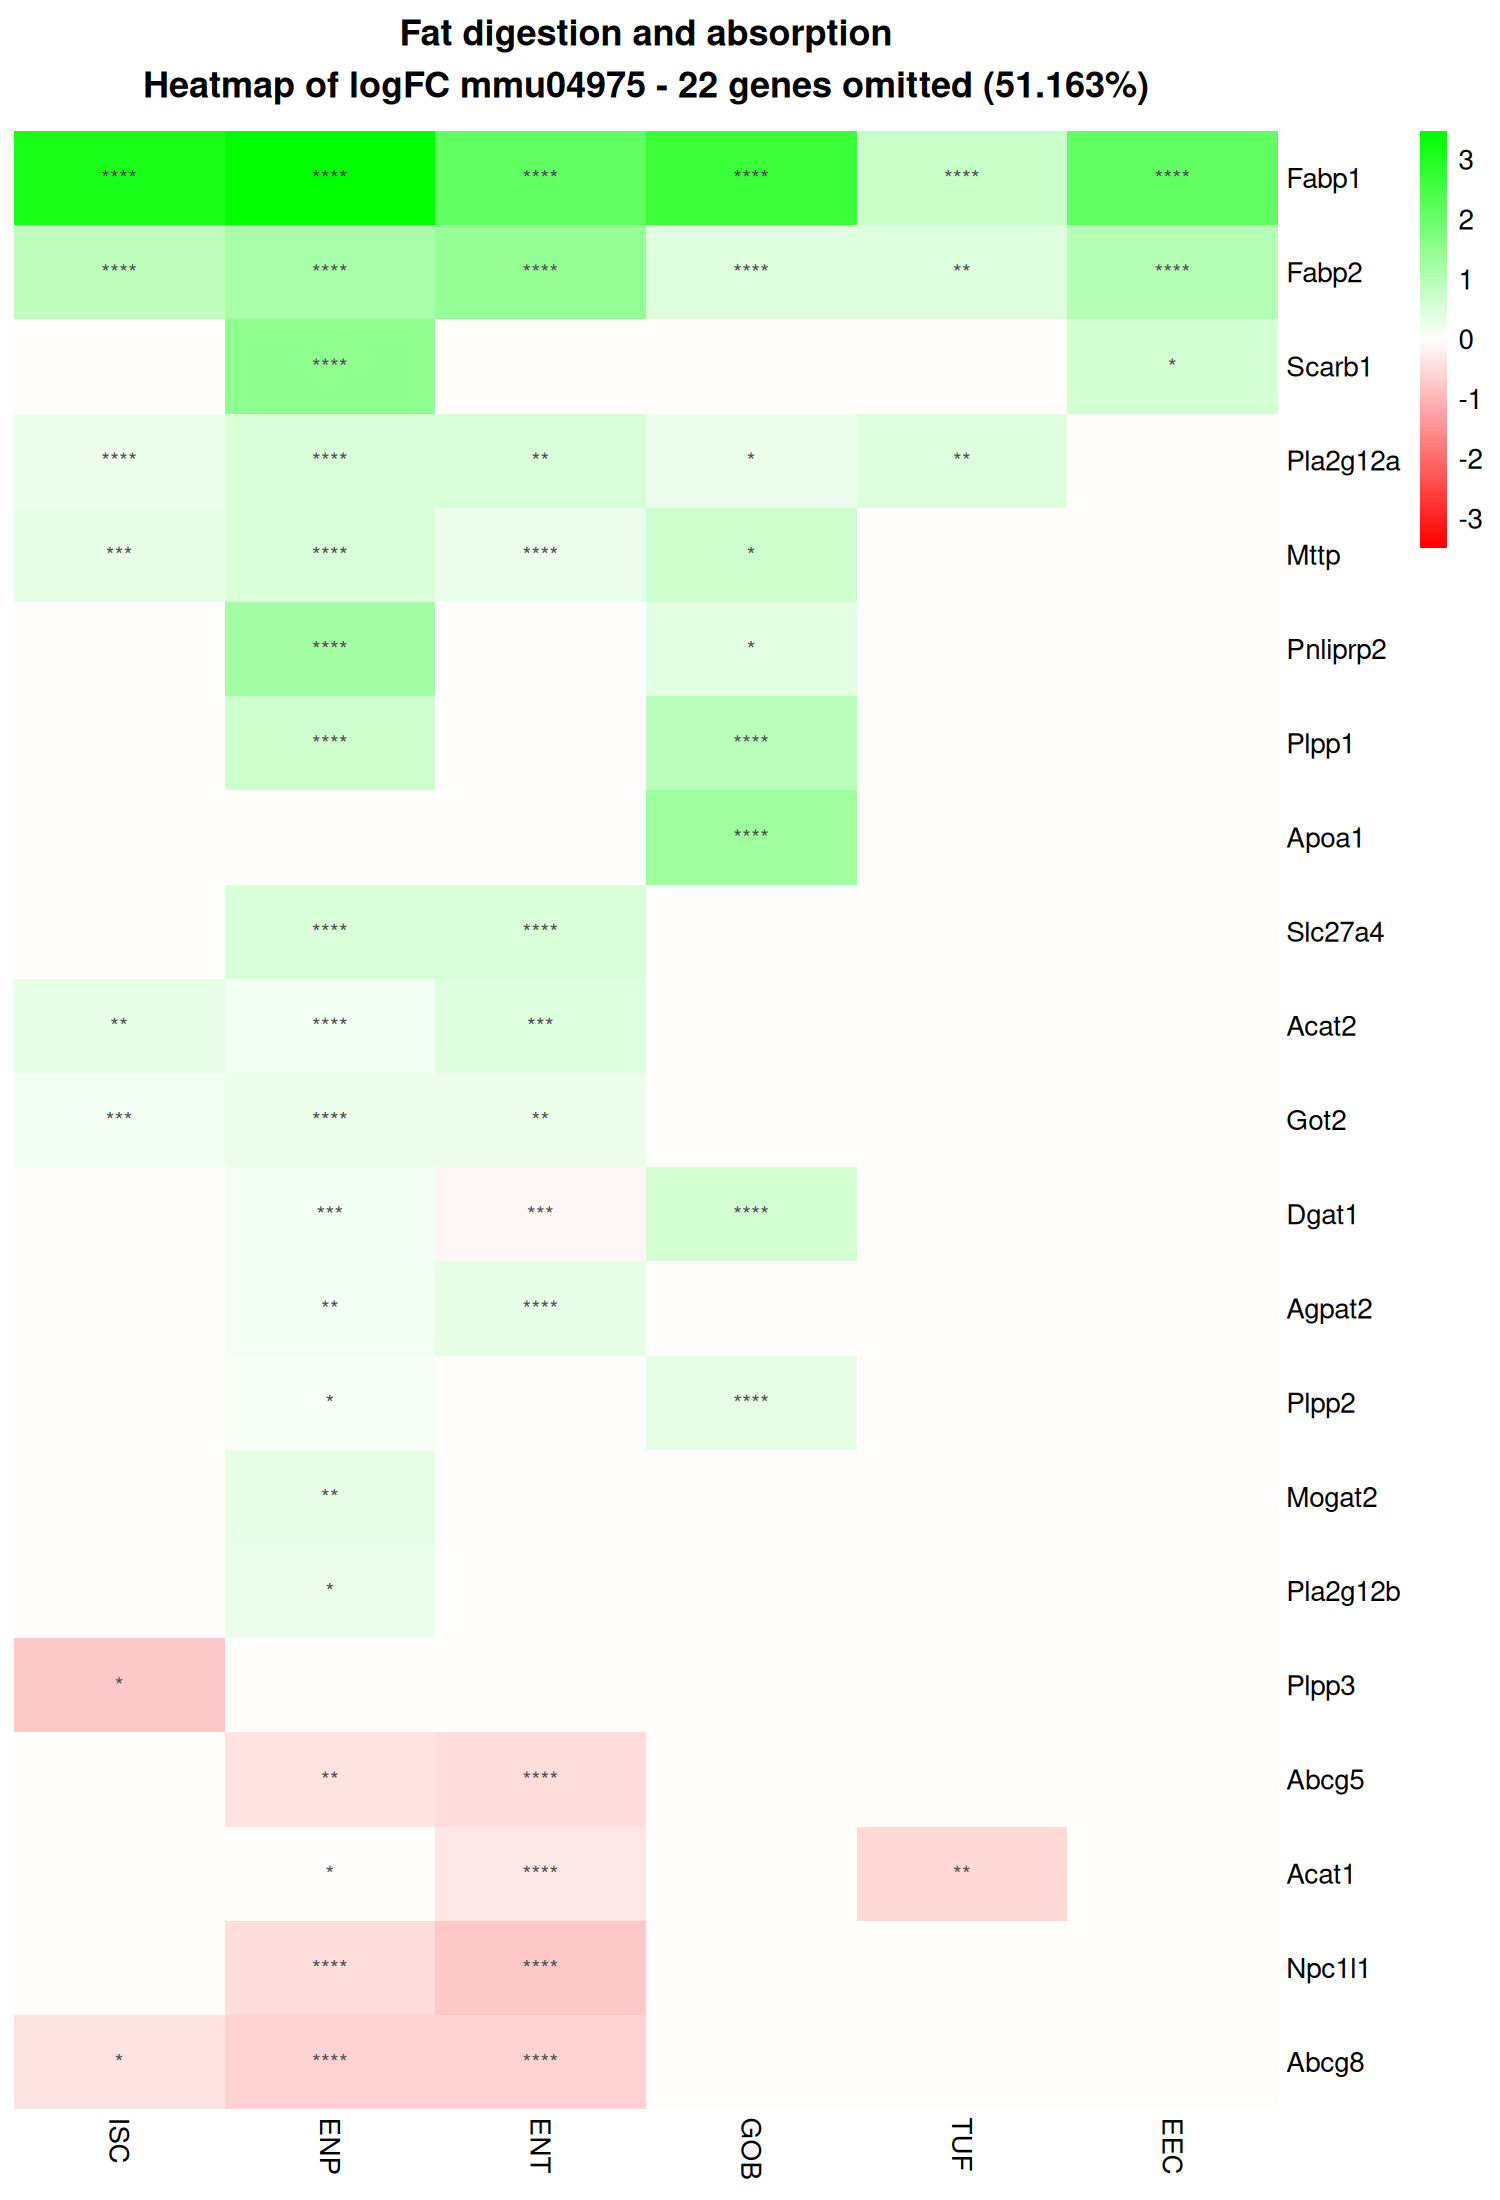 Fat digestion and absorption
Heatmap of logFC mmu04975 - 22 genes omitted (51.163%)
**** **** **** **** **** **** Fabp1
**** **** **** **** ** **** Fabp2
**** * Scarb1
**** **** ** * ** Pla2g12a
*** **** **** * Mttp
**** * Pnliprp2
**** **** Plpp1
**** Apoa1
**** **** Slc27a4
** **** *** Acat2
*** **** ** Got2
*** *** **** Dgat1
** **** Agpat2
* **** Plpp2
** Mogat2
* Pla2g12b
* Plpp3
** **** Abcg5
* **** ** Acat1
**** **** Npc1l1
* **** **** Abcg8
ISC ENP ENT GOB TUF EEC
3
2
1
0
-1
-2
-3